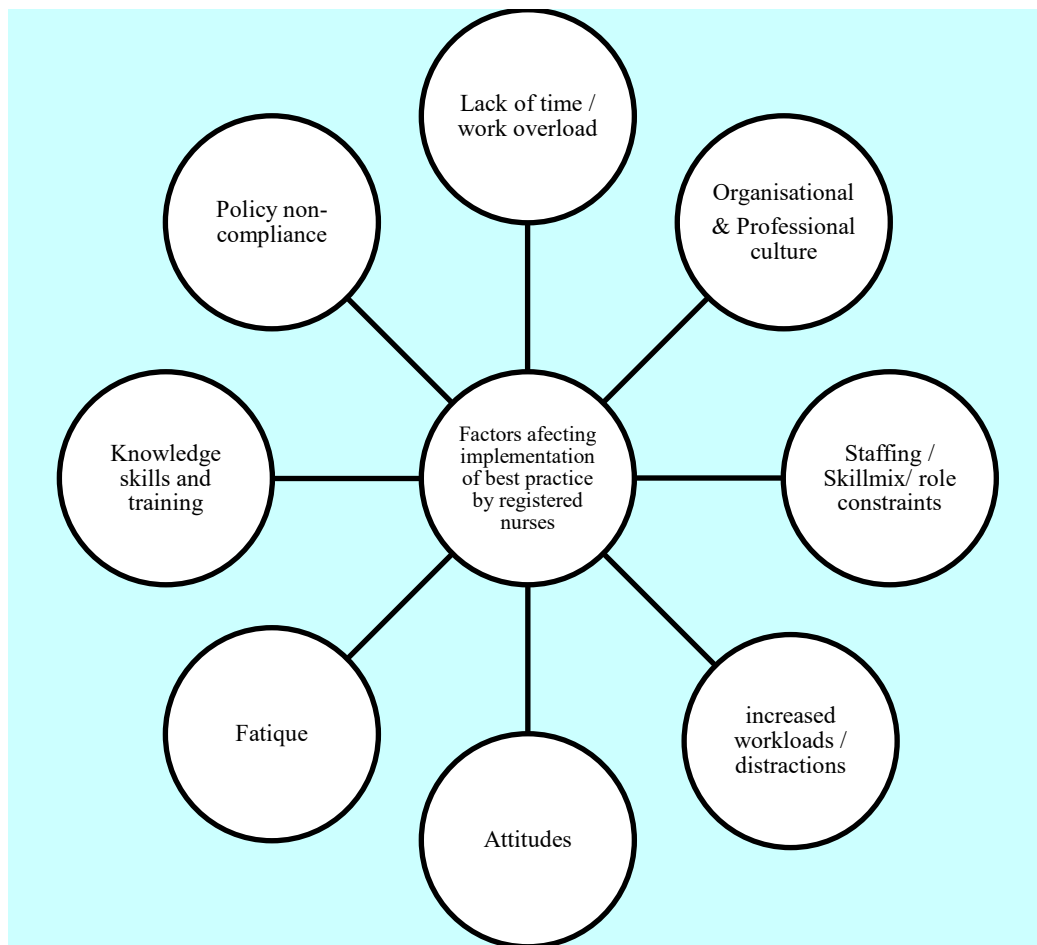 Lack of time /
work overload
Organisational
& Professional
culture
Policy non-
compliance
Factors afecting
implementation
of best practice
by registered
nurses
Knowledge
skills and
training
Staffing /
Skillmix/ role
constraints
Fatique
increased
workloads /
distractions
Attitudes